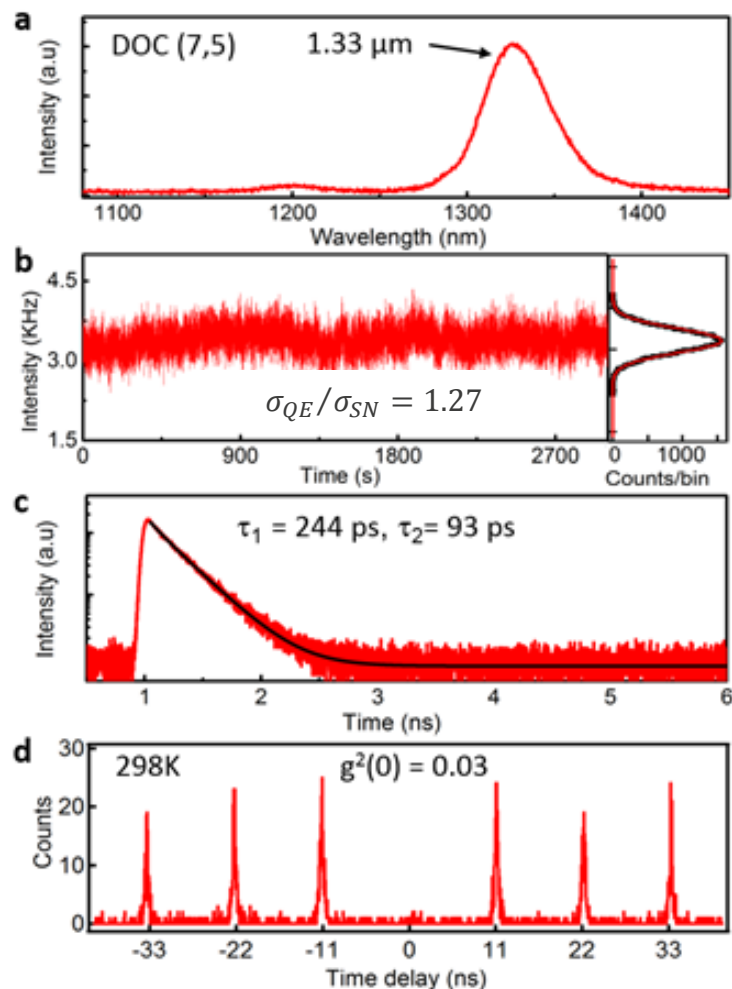 a
DOC (7,5)
1.33 μm
Intensity (a.u)
1100 1200 1300 1400
Wavelength (nm)
b
4.5
3.0
1.5
Intensity (KHz)
σ_QE/σ_SN = 1.27
0 900 1800 2700
Time (s)
0 1000
Counts/bin
c
τ₁ = 244 ps, τ₂= 93 ps
Intensity (a.u)
1 2 3 4 5 6
Time (ns)
d
298K
g²(0) = 0.03
30
20
10
0
Counts
-33 -22 -11 0 11 22 33
Time delay (ns)